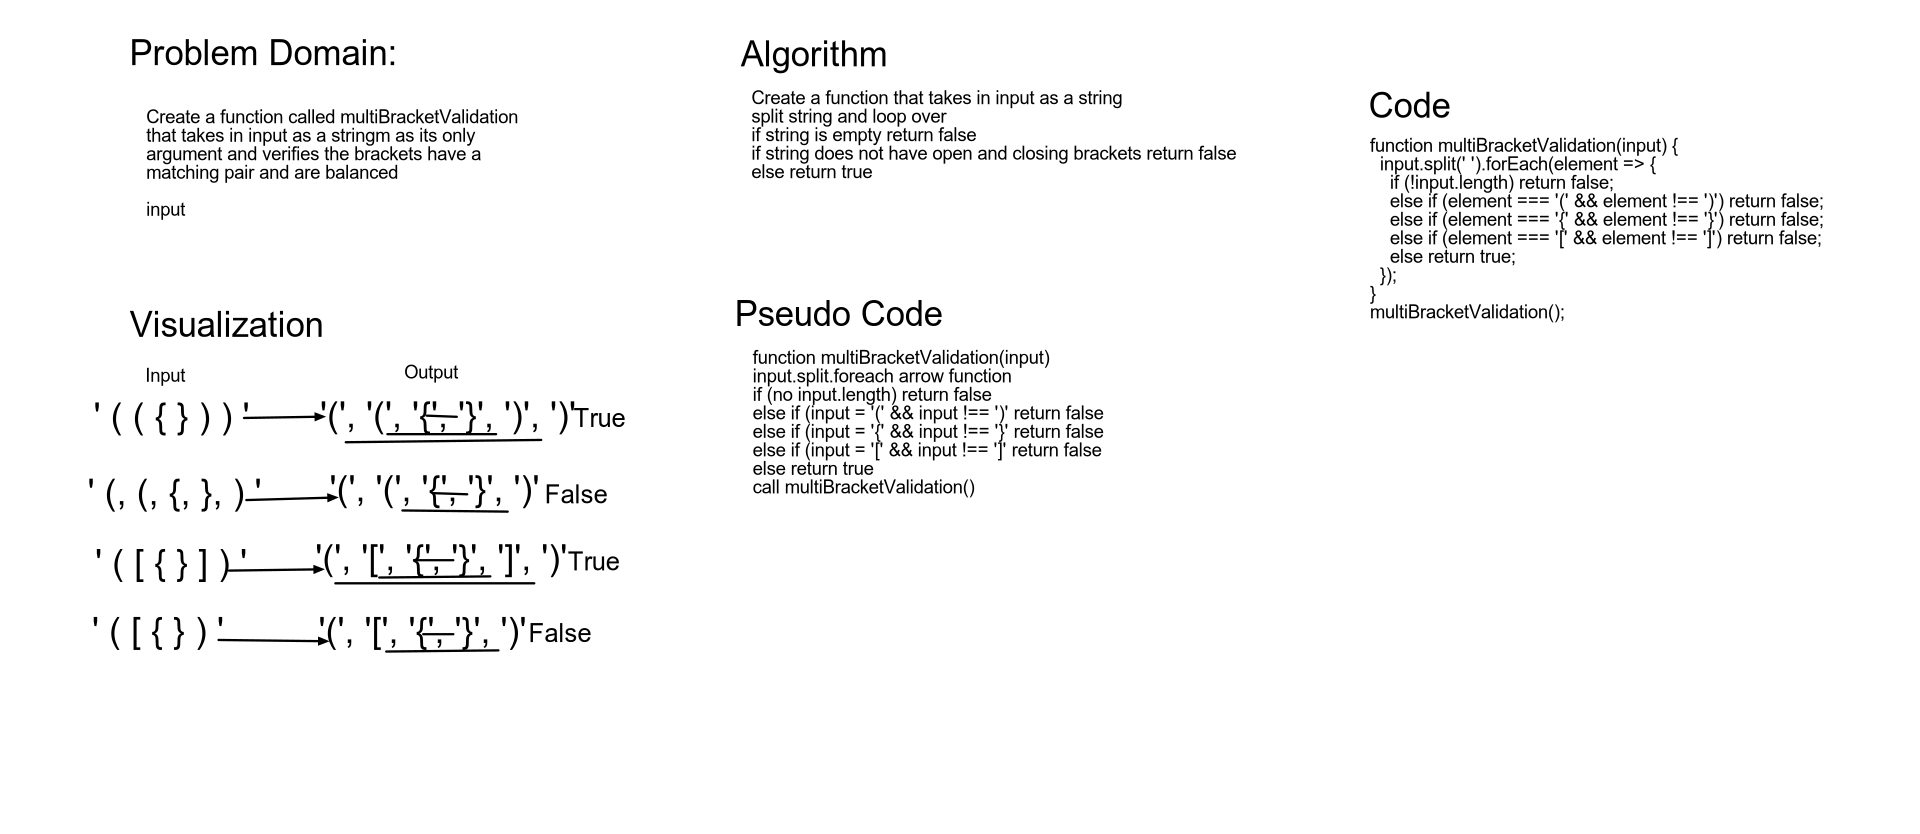 Problem Domain:
Create a function called multiBracketValidation
that takes in input as a stringm as its only
argument and verifies the brackets have a
matching pair and are balanced
input
Visualization
Input Output
' ( ( { } ) ) ' '(', '(', '{', '}', ')', ')' True
' (, (, {, }, ) ' '(', '(', '{', '}', ')' False
' ( [ { } ] ) ' '(', '[', '{', '}', ']', ')' True
' ( [ { } ) ' '(', '[', '{', '}', ')' False
Algorithm
Create a function that takes in input as a string
split string and loop over
if string is empty return false
if string does not have open and closing brackets return false
else return true
Pseudo Code
function multiBracketValidation(input)
input.split.foreach arrow function
if (no input.length) return false
else if (input = '(' && input !== ')' return false
else if (input = '{' && input !== '}' return false
else if (input = '[' && input !== ']' return false
else return true
call multiBracketValidation()
Code
function multiBracketValidation(input) {
input.split(' ').forEach(element => {
if (!input.length) return false;
else if (element === '(' && element !== ')') return false;
else if (element === '{' && element !== '}') return false;
else if (element === '[' && element !== ']') return false;
else return true;
});
}
multiBracketValidation();